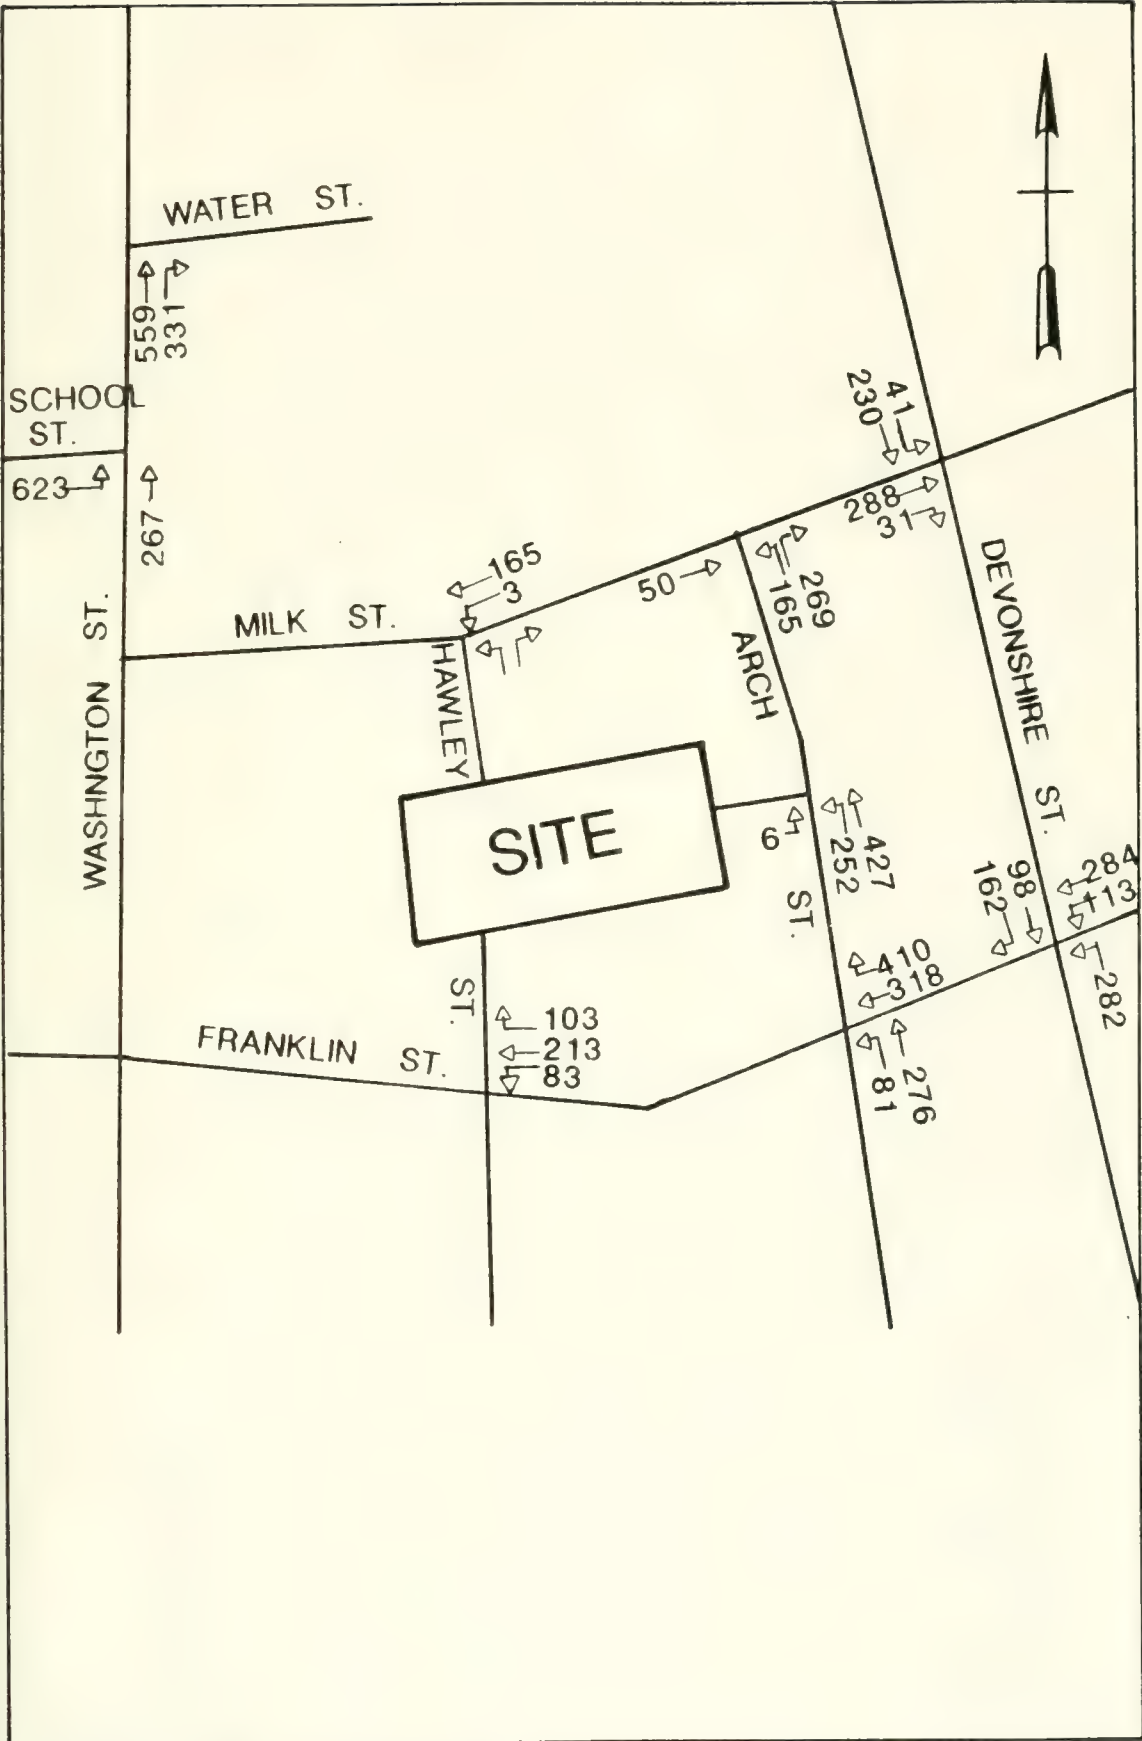 WATER ST.
559
331
SCHOOL
ST.
623
267
230
41
288
31
165
3
50
MILK ST.
269
165
WASHNGTON ST.
HAWLEY
ARCH
DEVONSHIRE ST.
SITE
6
427
252
ST.
98
162
284
113
282
410
318
ST.
103
213
83
FRANKLIN ST.
276
81